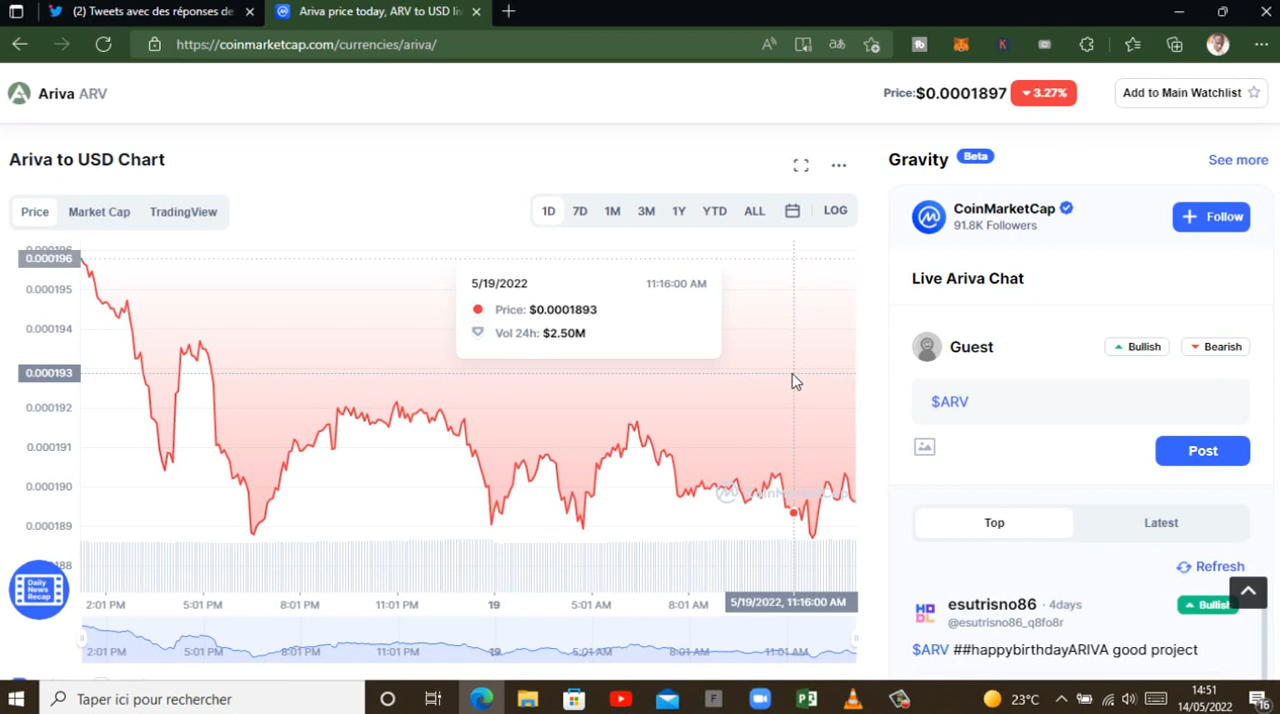 (2) Tweets avec des réponses de
Ariva price today, ARV to USD liv
https://coinmarketcap.com/currencies/ariva/
Ariva ARV
Price:$0.0001897 3.27%
Add to Main Watchlist
Ariva to USD Chart
Price Market Cap TradingView
1D 7D 1M 3M 1Y YTD ALL LOG
0.000196
0.000196
0.000195
0.000194
0.000193
0.000192
0.000191
0.000190
0.000189
88
5/19/2022 11:16:00 AM
Price: $0.0001893
Vol 24h: $2.50M
CoinMarketCap
Daily
News
Recap
2:01 PM 5:01 PM 8:01 PM 11:01 PM 19 5:01 AM 8:01 AM 5/19/2022, 11:16:00 AM
2:01 PM 5:01 PM 8:01 PM 11:01 PM 19 5:01 AM 8:01 AM 11:01 AM
Gravity Beta
See more
CoinMarketCap
91.8K Followers
Follow
Live Ariva Chat
Guest
Bullish Bearish
$ARV
Post
Top Latest
Refresh
HODL
esutrisno86 · 4days
Bullish
@esutrisno86_q8fo8r
$ARV ##happybirthdayARIVA good project
Taper ici pour rechercher
23°C
14:51
14/05/2022
16